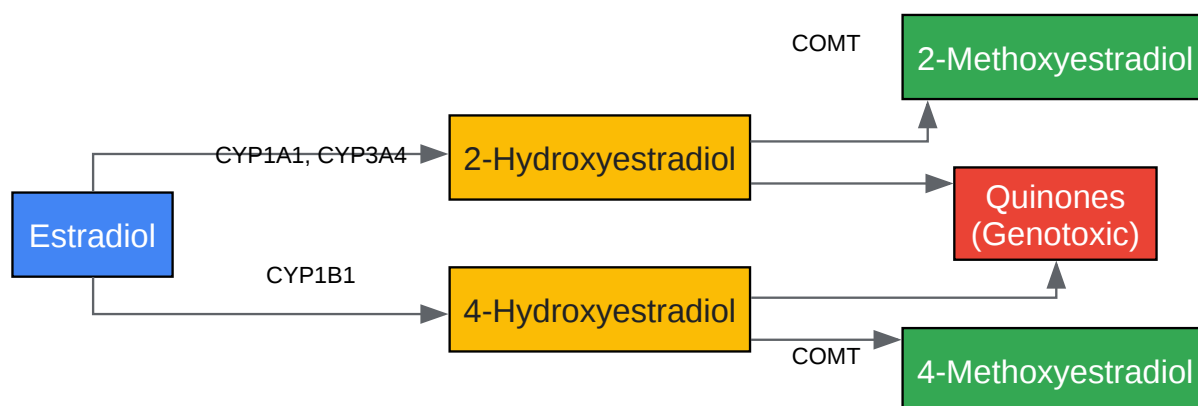 COMT
2-Methoxyestradiol
CYP1A1, CYP3A4
2-Hydroxyestradiol
Quinones
(Genotoxic)
Estradiol
CYP1B1
4-Hydroxyestradiol
COMT
4-Methoxyestradiol